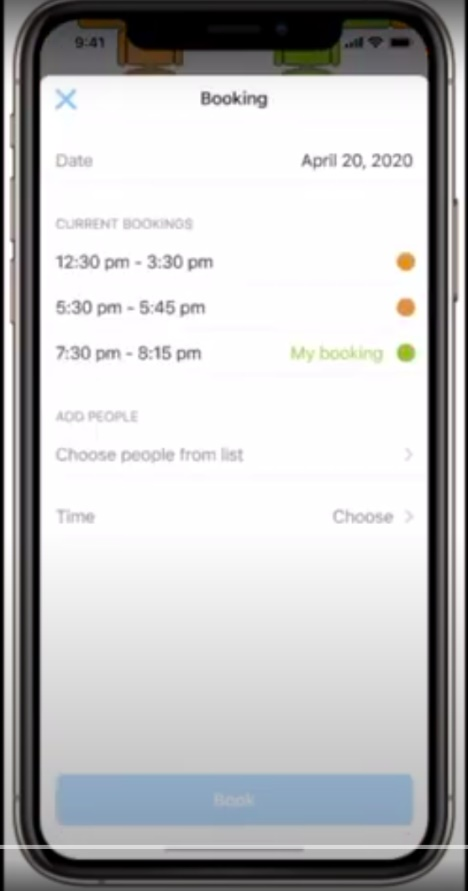 9:41
Booking
Date April 20, 2020
CURRENT BOOKINGS
12:30 pm - 3:30 pm
5:30 pm - 5:45 pm
7:30 pm - 8:15 pm My booking
ADD PEOPLE
Choose people from list
Time Choose
Book